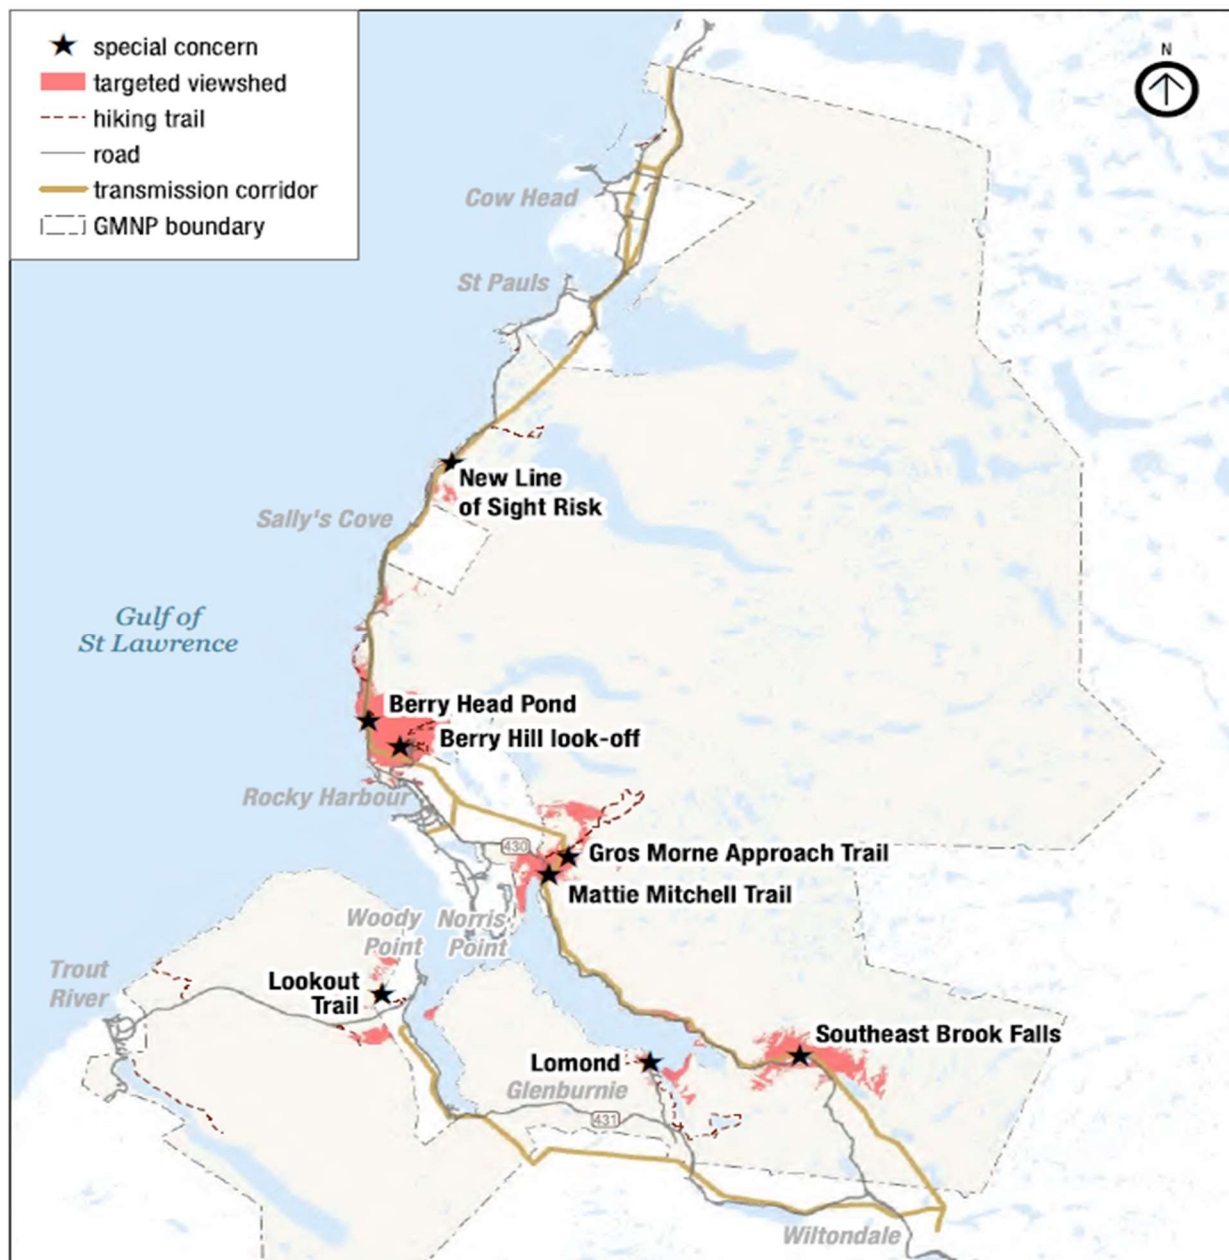 special concern
targeted viewshed
hiking trail
road
transmission corridor
GMNP boundary
N
Cow Head
St Pauls
New Line
of Sight Risk
Sally's Cove
Gulf of
St Lawrence
Berry Head Pond
Berry Hill look-off
Rocky Harbour
430
Gros Morne Approach Trail
Mattie Mitchell Trail
Woody
Point
Norris
Point
Trout
River
Lookout
Trail
Southeast Brook Falls
Lomond
Glenburnie
431
Wiltondale